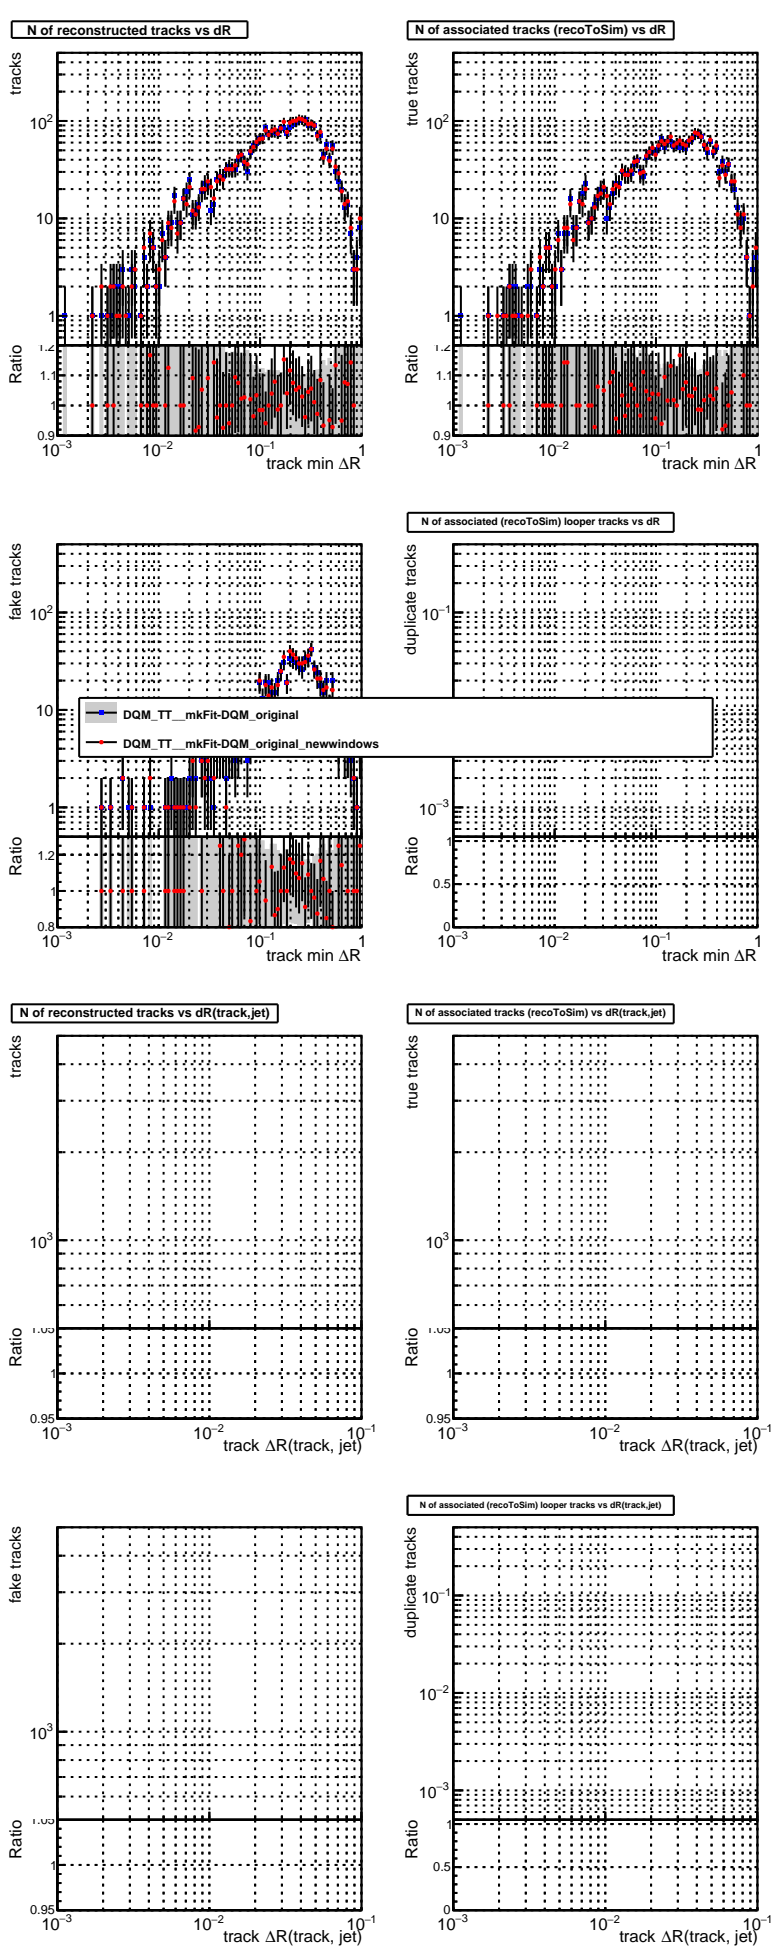 N of reconstructed tracks vs dR
N of associated tracks (recoToSim) vs dR
tracks
10²
10
1
Ratio
1.2
1.1
1
0.9
10⁻³
10⁻²
10⁻¹
1
track min ΔR
true tracks
10²
10
1
Ratio
1.2
1.1
1
0.9
10⁻³
10⁻²
10⁻¹
1
track min ΔR
N of associated (recoToSim) looper tracks vs dR
fake tracks
10²
10
1
Ratio
1.2
1
0.8
10⁻³
10⁻²
10⁻¹
1
track min ΔR
duplicate tracks
10⁻¹
10⁻³
Ratio
1
0.5
0
10⁻³
10⁻²
10⁻¹
1
track min ΔR
DQM_TT__mkFit-DQM_original
DQM_TT__mkFit-DQM_original_newwindows
N of reconstructed tracks vs dR(track,jet)
N of associated tracks (recoToSim) vs dR(track,jet)
tracks
10³
Ratio
1.05
1
0.95
10⁻³
10⁻²
10⁻¹
track ΔR(track, jet)
true tracks
10³
Ratio
1.05
1
0.95
10⁻³
10⁻²
10⁻¹
track ΔR(track, jet)
N of associated (recoToSim) looper tracks vs dR(track,jet)
fake tracks
10³
Ratio
1.05
1
0.95
10⁻³
10⁻²
10⁻¹
track ΔR(track, jet)
duplicate tracks
10⁻¹
10⁻²
10⁻³
Ratio
1
0.5
0
10⁻³
10⁻²
10⁻¹
track ΔR(track, jet)